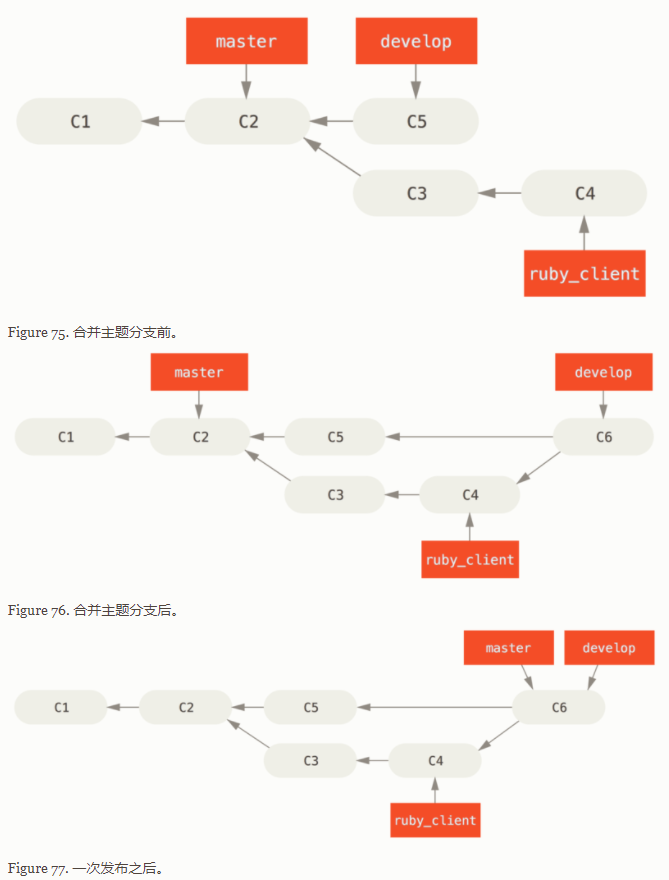 master develop
C1 C2 C5
C3 C4
ruby_client
Figure 75. 合并主题分支前。
master develop
C1 C2 C5 C6
C3 C4
ruby_client
Figure 76. 合并主题分支后。
master develop
C1 C2 C5 C6
C3 C4
ruby_client
Figure 77. 一次发布之后。